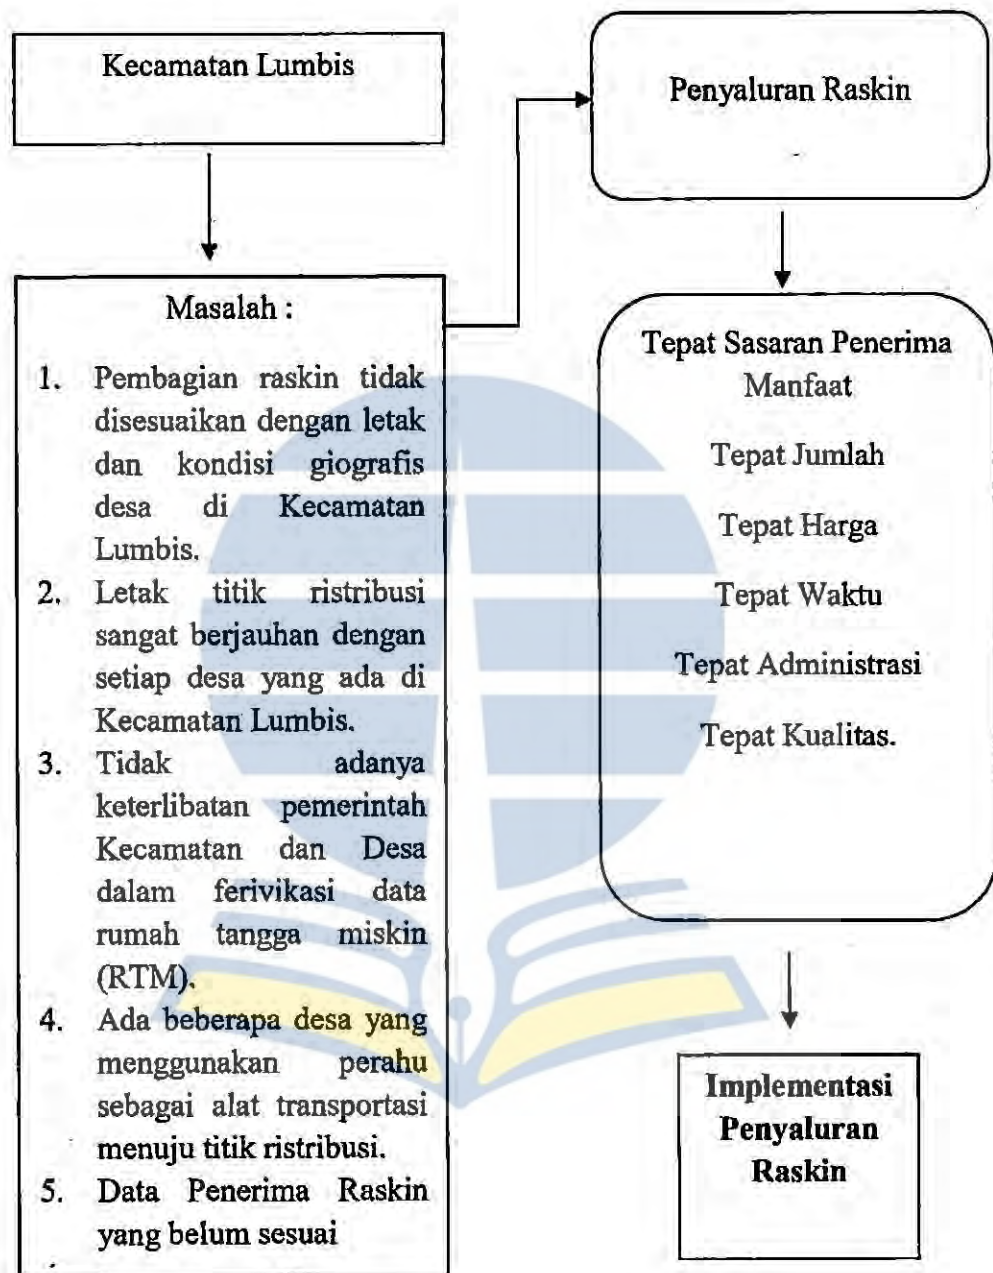 Kecamatan Lumbis
Masalah :
1. Pembagian raskin tidak
disesuaikan dengan letak
dan kondisi giografis
desa di Kecamatan
Lumbis.
2. Letak titik ristribusi
sangat berjauhan dengan
setiap desa yang ada di
Kecamatan Lumbis.
3. Tidak adanya
keterlibatan pemerintah
Kecamatan dan Desa
dalam ferivikasi data
rumah tangga miskin
(RTM).
4. Ada beberapa desa yang
menggunakan perahu
sebagai alat transportasi
menuju titik ristribusi.
5. Data Penerima Raskin
yang belum sesuai
Penyaluran Raskin
Tepat Sasaran Penerima
Manfaat
Tepat Jumlah
Tepat Harga
Tepat Waktu
Tepat Administrasi
Tepat Kualitas.
Implementasi
Penyaluran
Raskin